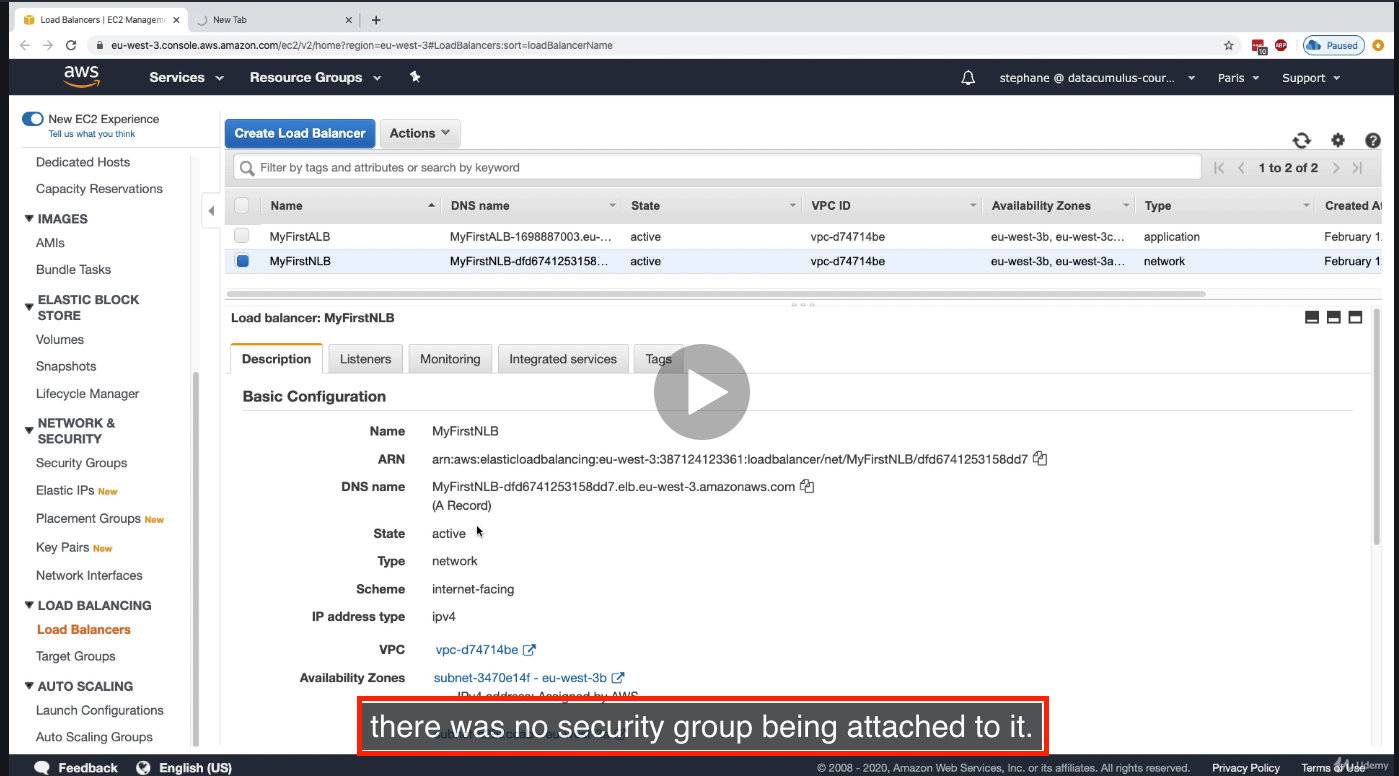 Load Balancers | EC2 Managem
New Tab
eu-west-3.console.aws.amazon.com/ec2/v2/home?region=eu-west-3#LoadBalancers:sort=loadBalancerName
10
ABP
Paused
aws
Services
Resource Groups
stephane @ datacumulus-cour...
Paris
Support
New EC2 Experience
Tell us what you think
Dedicated Hosts
Capacity Reservations
IMAGES
AMIs
Bundle Tasks
ELASTIC BLOCK
STORE
Volumes
Snapshots
Lifecycle Manager
NETWORK &
SECURITY
Security Groups
Elastic IPs New
Placement Groups New
Key Pairs New
Network Interfaces
LOAD BALANCING
Load Balancers
Target Groups
AUTO SCALING
Launch Configurations
Auto Scaling Groups
Create Load Balancer
Actions
Filter by tags and attributes or search by keyword
1 to 2 of 2
Name DNS name State VPC ID Availability Zones Type Created At
MyFirstALB MyFirstALB-1698887003.eu-... active vpc-d74714be eu-west-3b, eu-west-3c... application February 1
MyFirstNLB MyFirstNLB-dfd6741253158... active vpc-d74714be eu-west-3b, eu-west-3a... network February 1
Load balancer: MyFirstNLB
Description
Listeners
Monitoring
Integrated services
Tags
Basic Configuration
Name MyFirstNLB
ARN arn:aws:elasticloadbalancing:eu-west-3:387124123361:loadbalancer/net/MyFirstNLB/dfd6741253158dd7
DNS name MyFirstNLB-dfd6741253158dd7.elb.eu-west-3.amazonaws.com
(A Record)
State active
Type network
Scheme internet-facing
IP address type ipv4
VPC vpc-d74714be
Availability Zones subnet-3470e14f - eu-west-3b
IPv4 address: Assigned by AWS
there was no security group being attached to it.
Feedback
English (US)
© 2008 - 2020, Amazon Web Services, Inc. or its affiliates. All rights reserved.
Privacy Policy
Terms of Use
Udemy